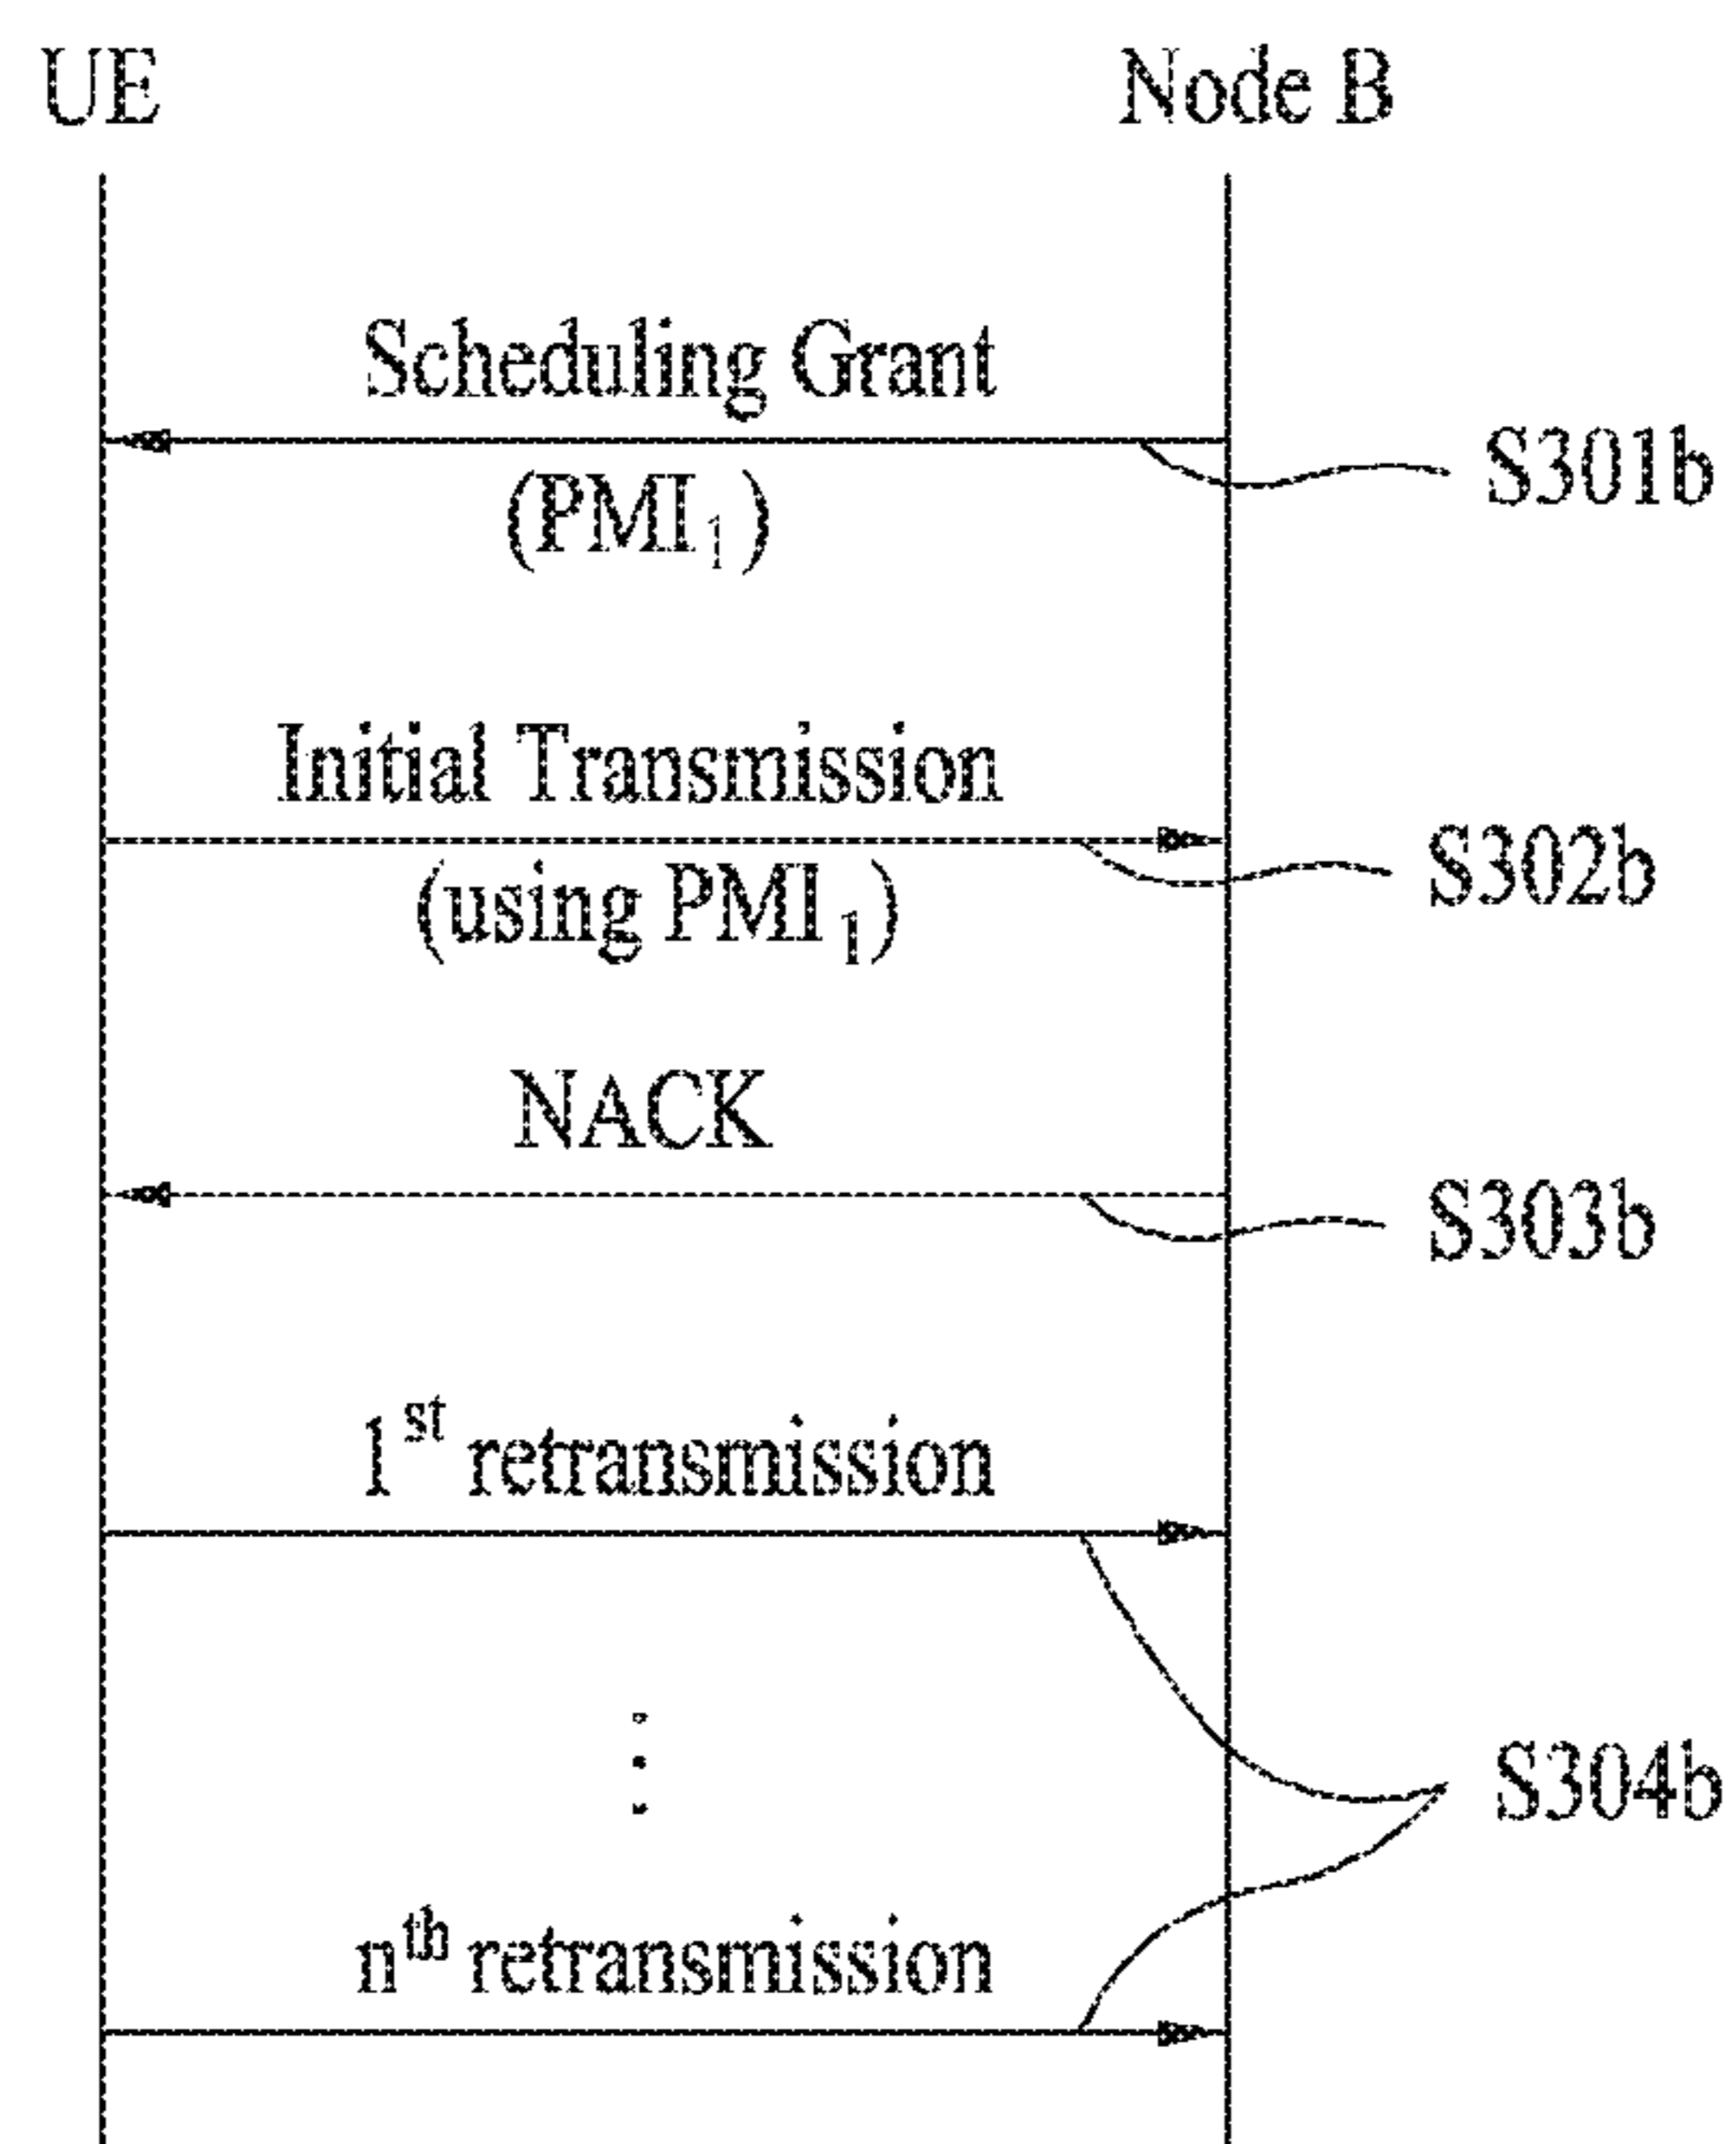 UE Node B
Scheduling Grant
S301b
(PMI₁)
Initial Transmission
S302b
(using PMI₁)
NACK
S303b
1ˢᵗ retransmission
S304b
nᵗʰ retransmission